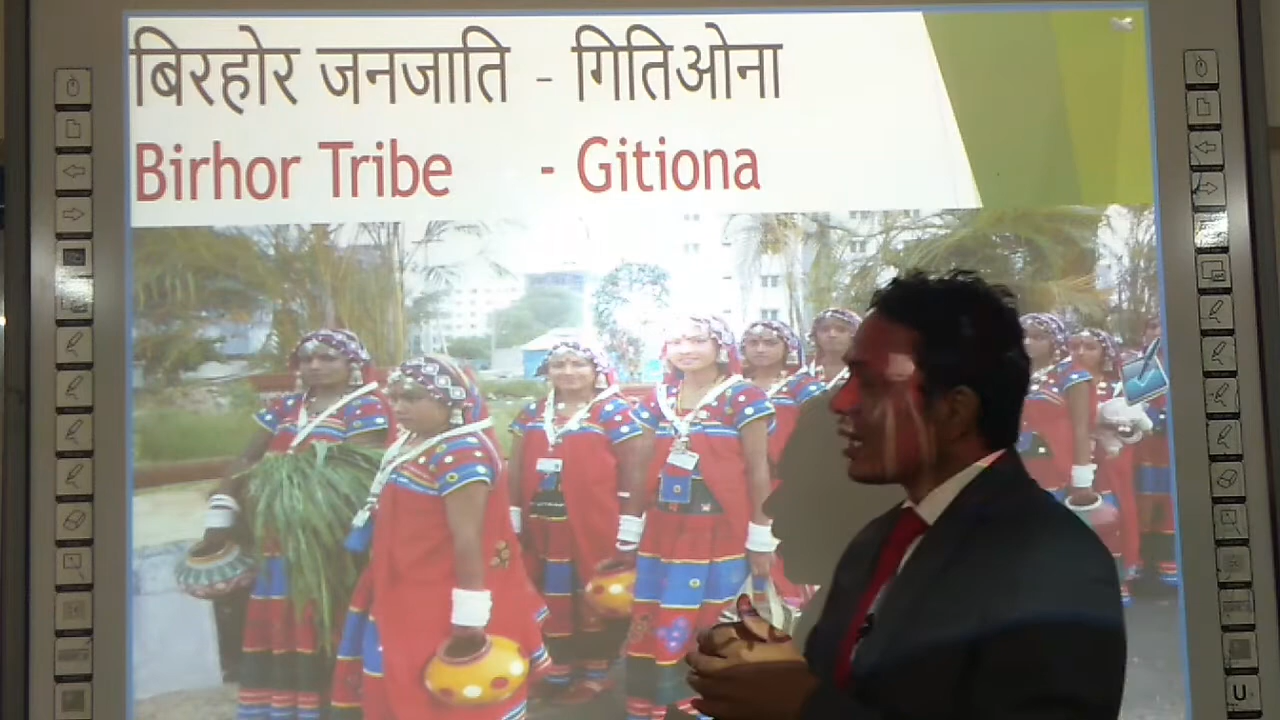 बिरहोर जनजाति - गितिओना
Birhor Tribe - Gitiona
U